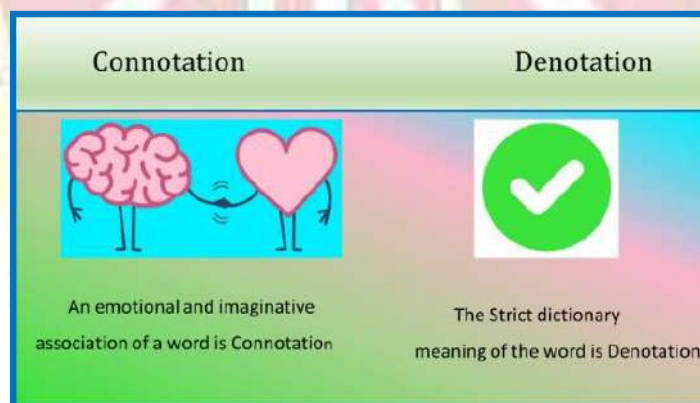 Connotation
Denotation
An emotional and imaginative
association of a word is Connotation
The Strict dictionary
meaning of the word is Denotation